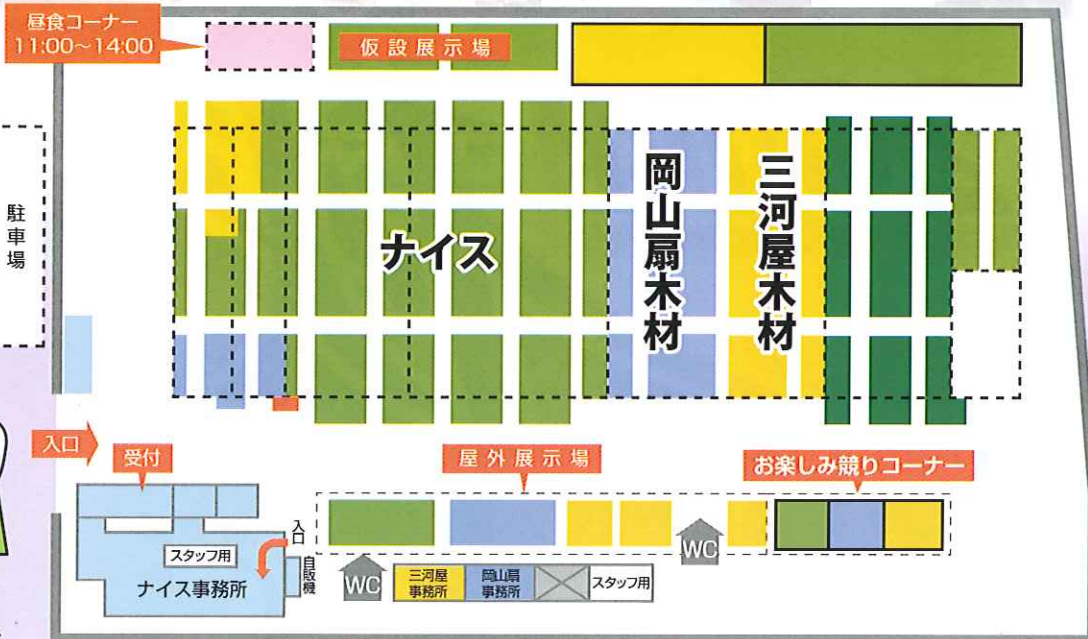 昼食コーナー
11:00〜14:00
仮設展示場
駐車場
ナイス
岡山扇木材
三河屋木材
入口
受付
屋外展示場
お楽しみ競りコーナー
入口
スタッフ用
ナイス事務所
自販機
WC
三河屋
事務所
岡山扇
事務所
スタッフ用
WC